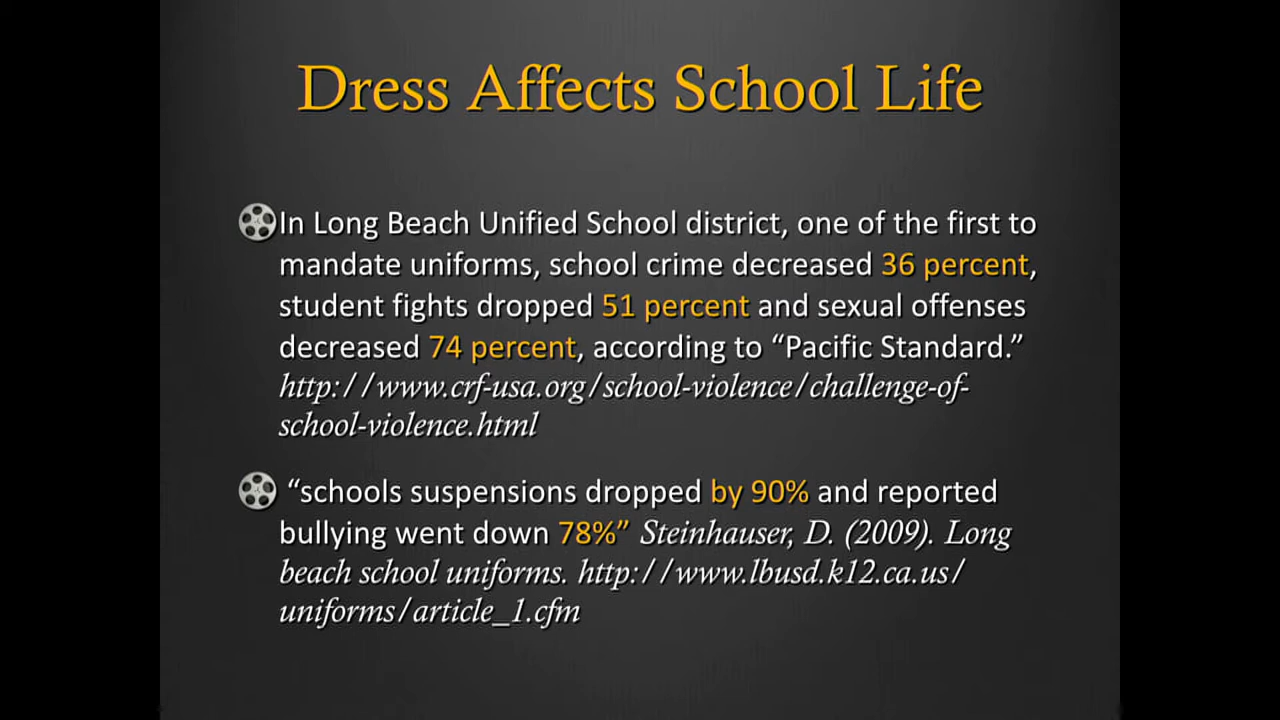 Dress Affects School Life
In Long Beach Unified School district, one of the first to
mandate uniforms, school crime decreased 36 percent,
student fights dropped 51 percent and sexual offenses
decreased 74 percent, according to “Pacific Standard.”
http://www.crf-usa.org/school-violence/challenge-of-
school-violence.html
“schools suspensions dropped by 90% and reported
bullying went down 78%” Steinhauser, D. (2009). Long
beach school uniforms. http://www.lbusd.k12.ca.us/
uniforms/article_1.cfm